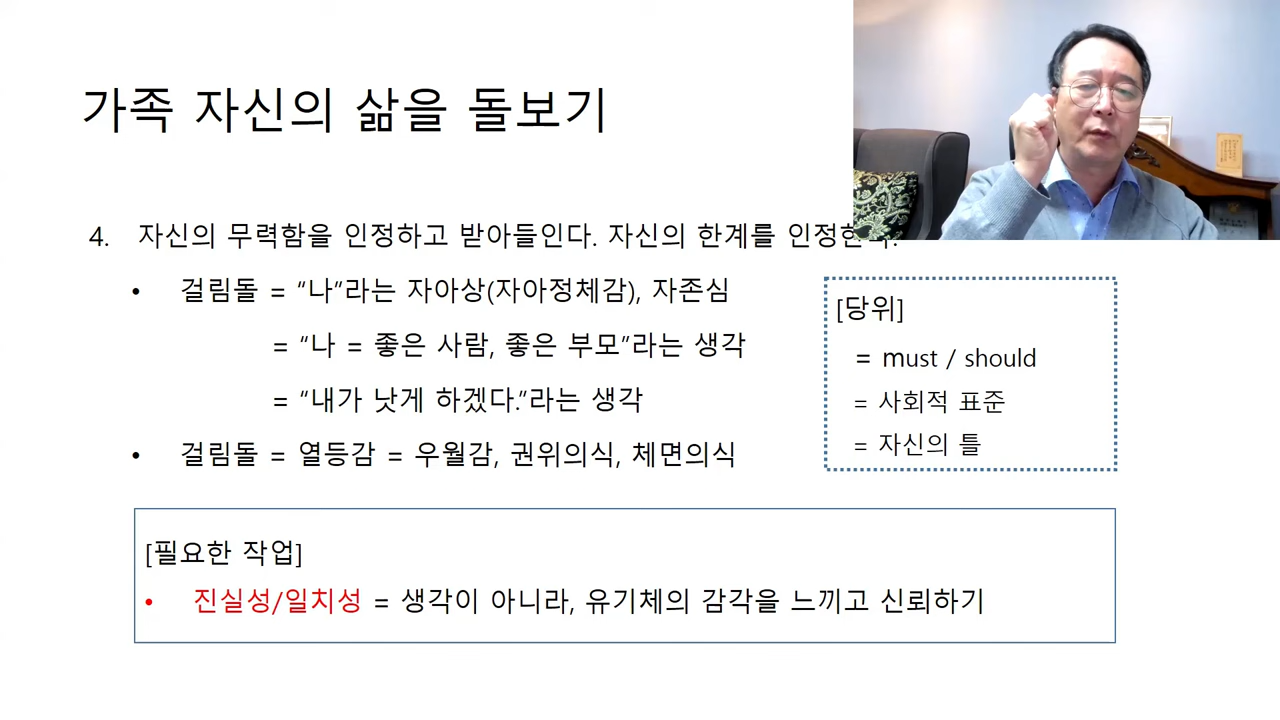 가족 자신의 삶을 돌보기
4. 자신의 무력함을 인정하고 받아들인다. 자신의 한계를
• 걸림돌 = “나”라는 자아상(자아정체감), 자존심
= “나 = 좋은 사람, 좋은 부모”라는 생각
= “내가 낫게 하겠다.”라는 생각
• 걸림돌 = 열등감 = 우월감, 권위의식, 체면의식
[당위]
= must / should
= 사회적 표준
= 자신의 틀
[필요한 작업]
• 진실성/일치성 = 생각이 아니라, 유기체의 감각을 느끼고 신뢰하기